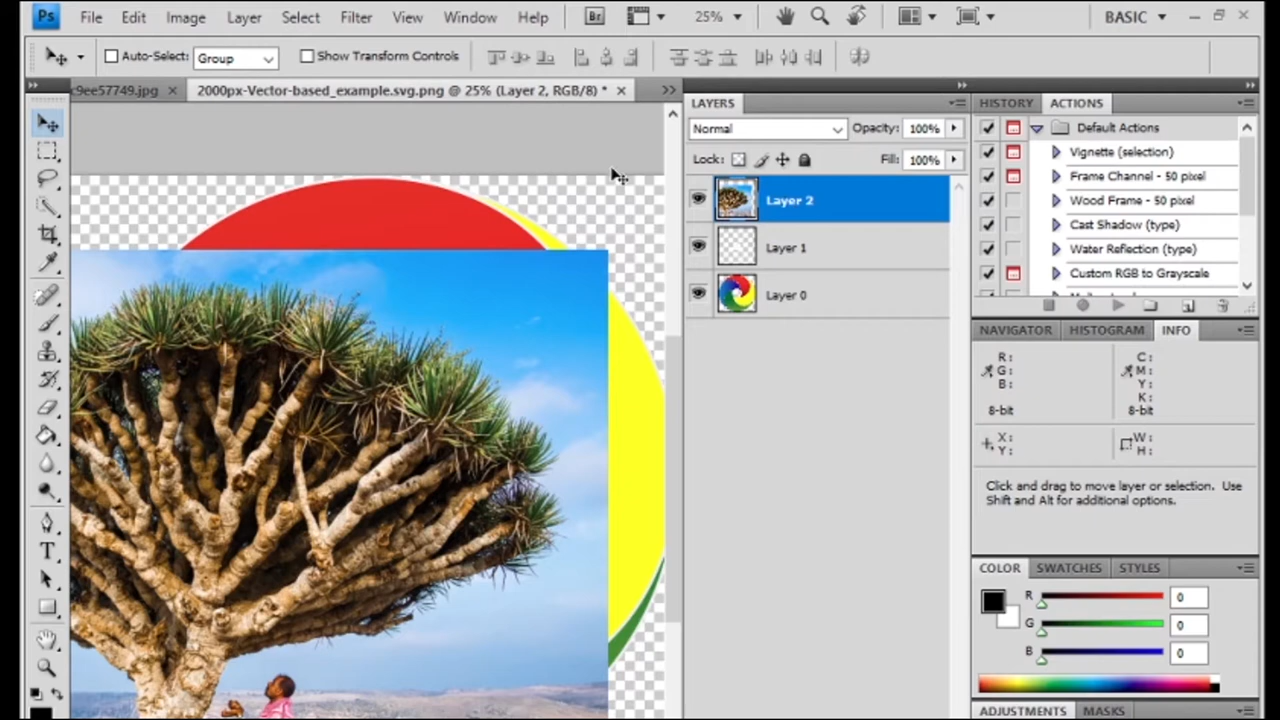 Ps File Edit Image Layer Select Filter View Window Help Br 25% BASIC
Auto-Select: Group Show Transform Controls
c9ee57749.jpg 2000px-Vector-based_example.svg.png @ 25% (Layer 2, RGB/8) *
LAYERS
Normal Opacity: 100%
Lock: Fill: 100%
Layer 2
Layer 1
Layer 0
HISTORY ACTIONS
Default Actions
Vignette (selection)
Frame Channel - 50 pixel
Wood Frame - 50 pixel
Cast Shadow (type)
Water Reflection (type)
Custom RGB to Grayscale
NAVIGATOR HISTOGRAM INFO
R: C:
G: M:
B: Y:
K:
8-bit 8-bit
X: W:
Y: H:
Click and drag to move layer or selection. Use
Shift and Alt for additional options.
COLOR SWATCHES STYLES
R 0
G 0
B 0
ADJUSTMENTS MASKS
T